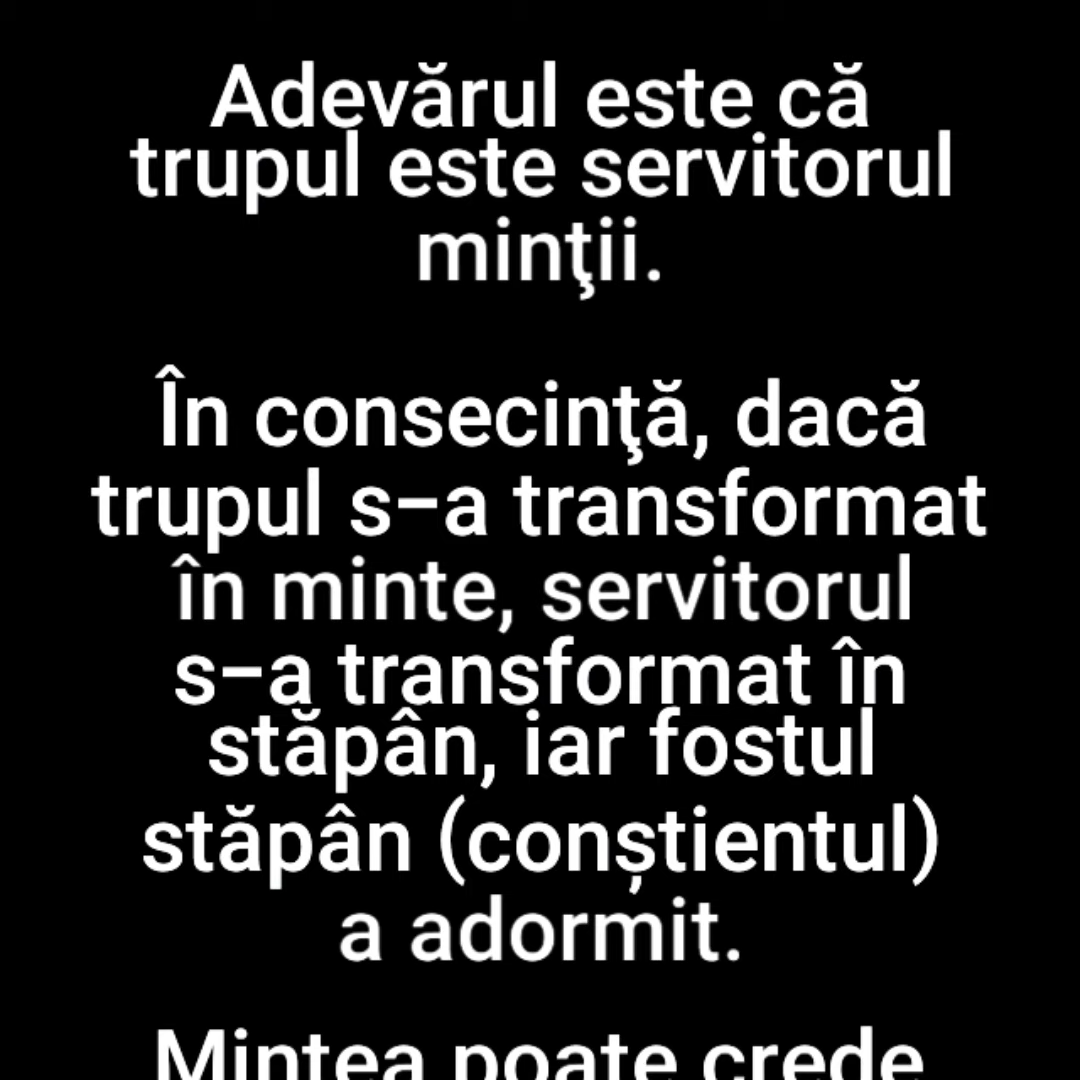 Adevărul este că
trupul este servitorul
minţii.
În consecinţă, dacă
trupul s-a transformat
în minte, servitorul
s-a transformat în
stăpân, iar fostul
stăpân (conștientul)
a adormit.
Mintea poate crede